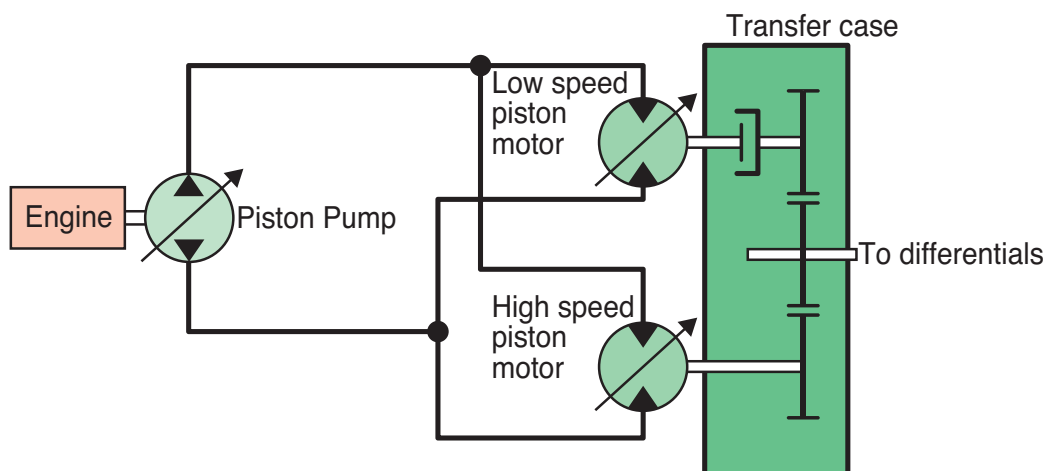 Transfer case
Low speed
piston
motor
Engine
Piston Pump
To differentials
High speed
piston
motor